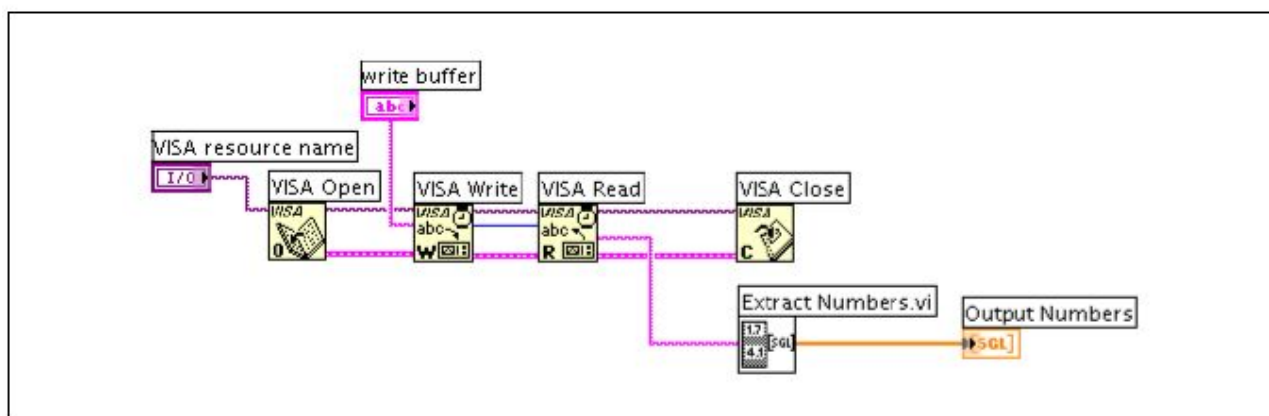 write buffer
abc
VISA resource name
I/O
VISA Open
VISA Write
VISA Read
VISA Close
VISA
VISA
VISA
VISA
abc
abc
O
W
R
C
Extract Numbers.vi
Output Numbers
1.7
[SGL]
4.1
[SGL]